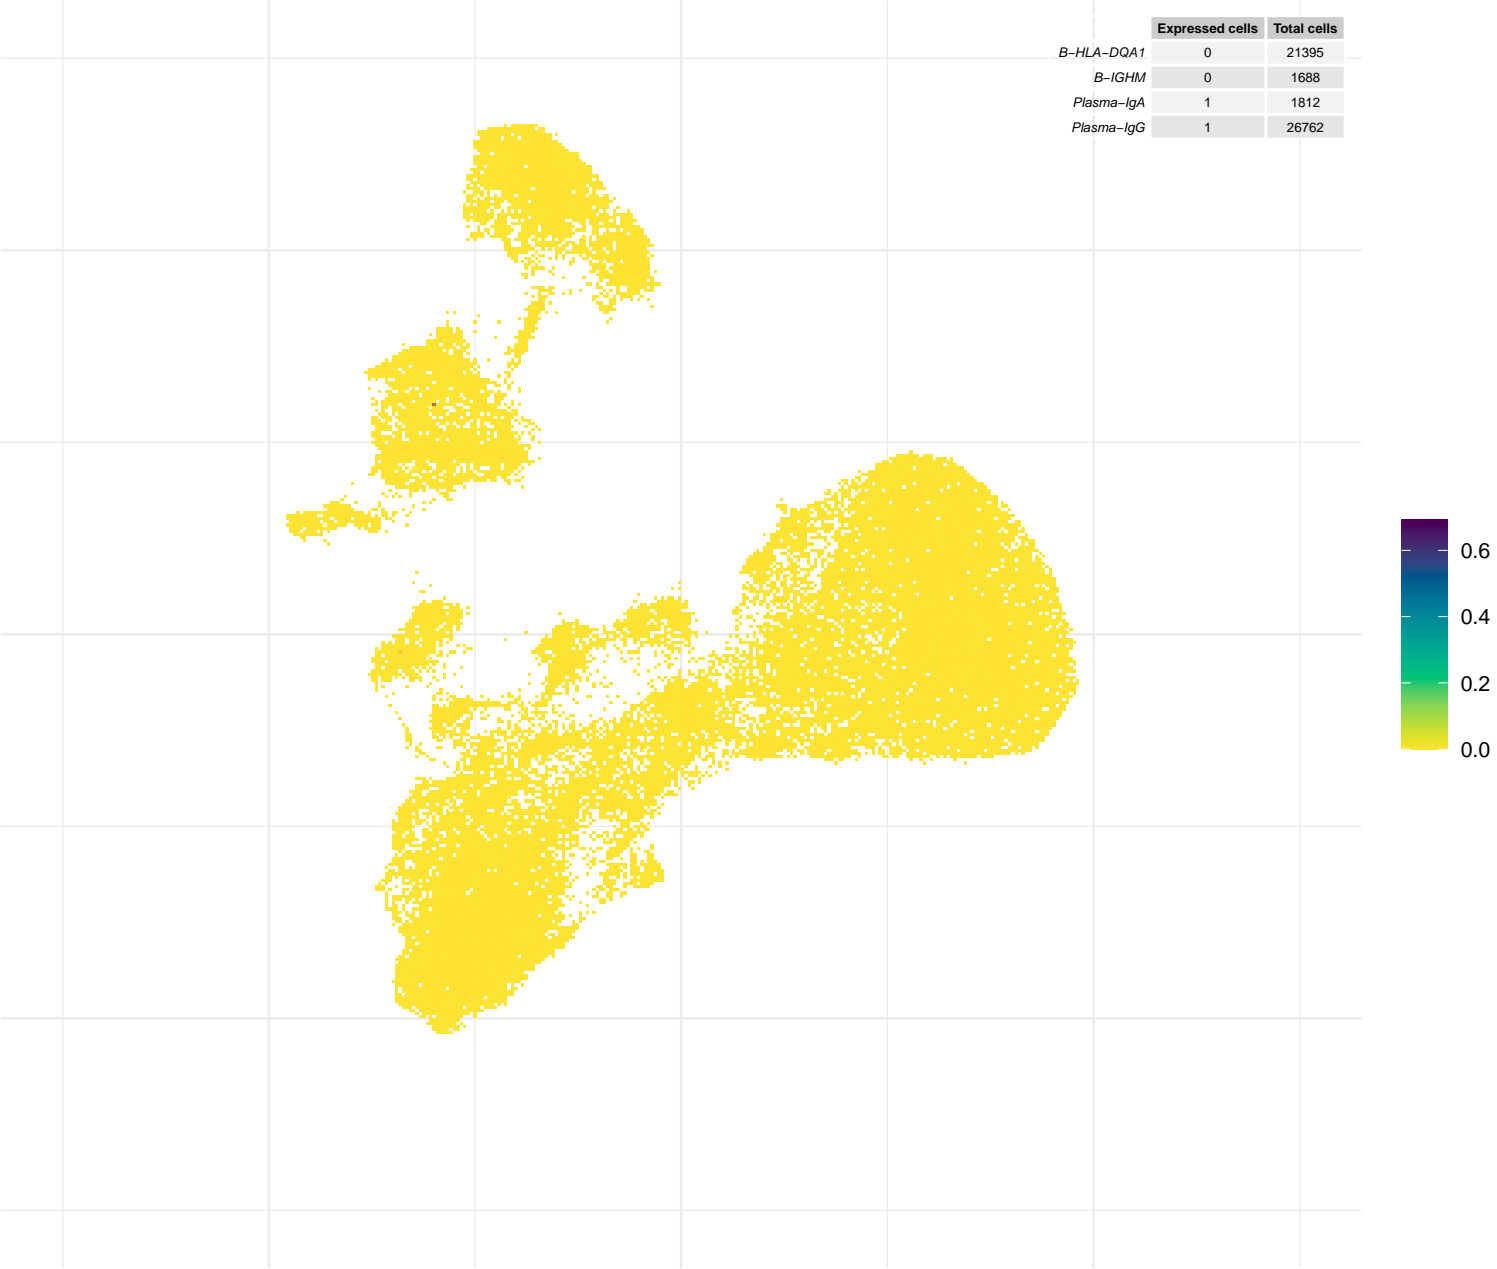 Expressed cells Total cells
B−HLA−DQA1 0 21395
B−IGHM 0 1688
Plasma−IgA 1 1812
Plasma−IgG 1 26762
0.6
0.4
0.2
0.0